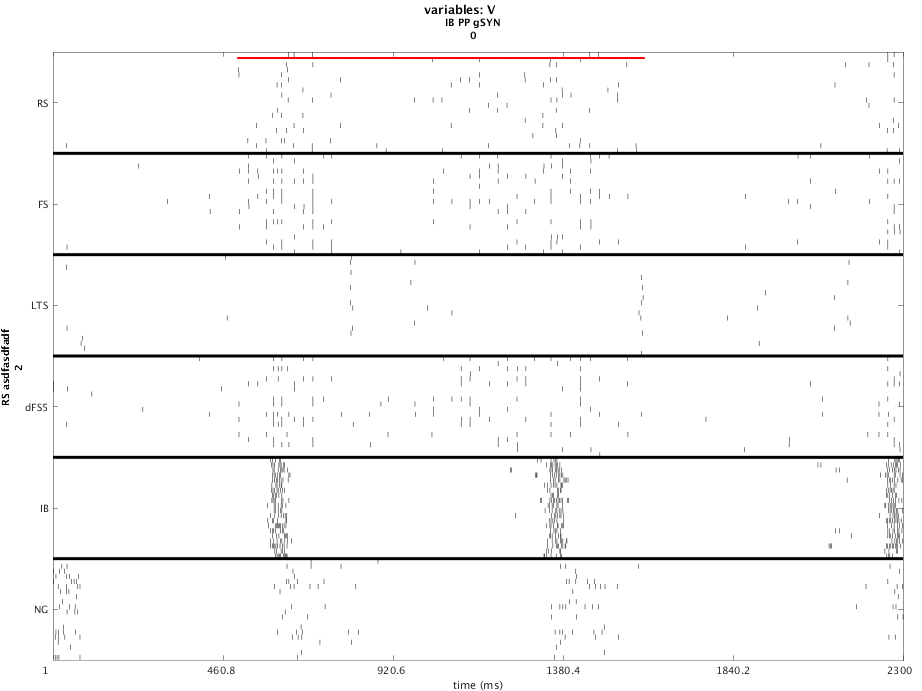 variables: V
IB PP gSYN
0
RS
FS
LTS
dFS5
IB
NG
RS asdfasdfadf
2
1
460.8
920.6
1380.4
1840.2
2300
time (ms)